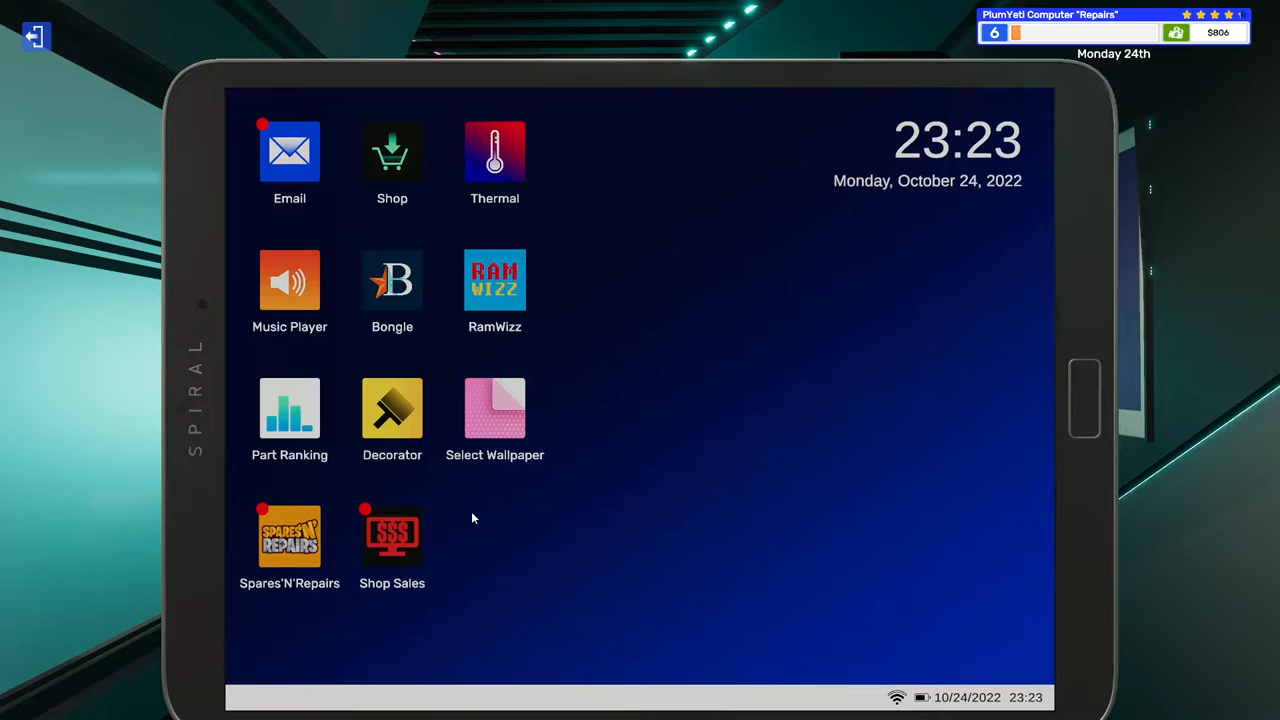 PlumYeti Computer "Repairs"
6
$806
Monday 24th
23:23
Monday, October 24, 2022
Email
Shop
Thermal
B
RAM
WIZZ
Music Player
Bongle
RamWizz
Part Ranking
Decorator
Select Wallpaper
SPARES'N'
REPAIRS
$$$
Spares'N'Repairs
Shop Sales
SPIRAL
10/24/2022 23:23